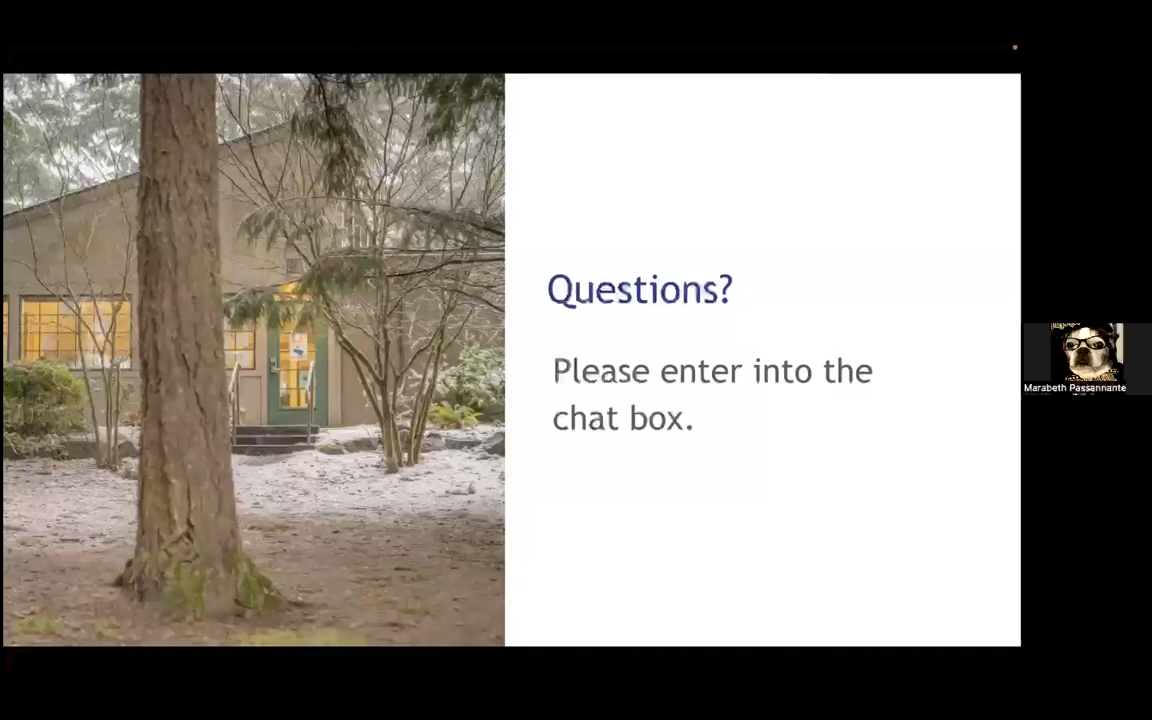 Questions?
Please enter into the
chat box.
Marabeth Passannante